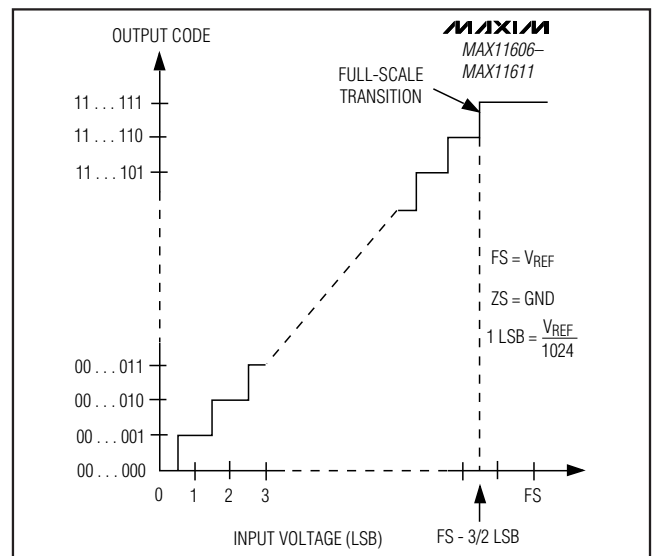 OUTPUT CODE
MAXIM
MAX11606–
MAX11611
FULL-SCALE
TRANSITION
11 . . . 111
11 . . . 110
11 . . . 101
FS = VREF
ZS = GND
1 LSB = VREF
1024
00 . . . 011
00 . . . 010
00 . . . 001
00 . . . 000
0 1 2 3 FS
INPUT VOLTAGE (LSB)
FS - 3/2 LSB